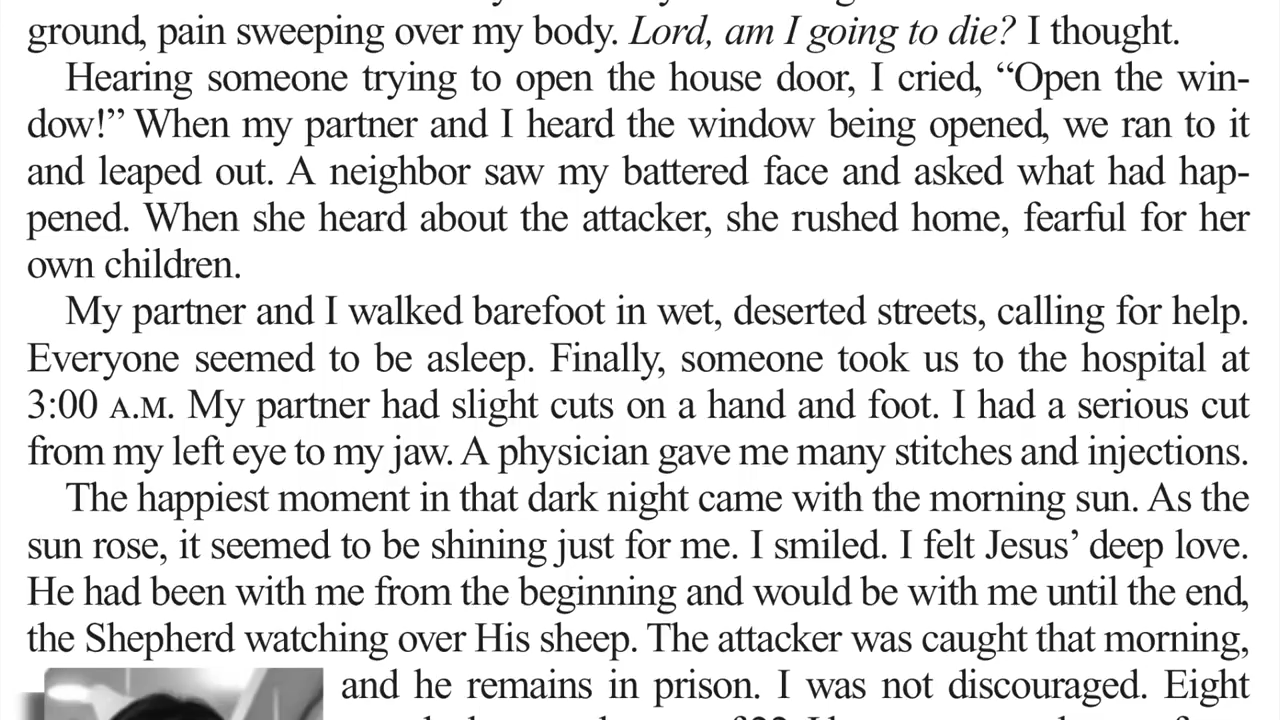 ground, pain sweeping over my body. Lord, am I going to die? I thought.
Hearing someone trying to open the house door, I cried, “Open the win-
dow!” When my partner and I heard the window being opened, we ran to it
and leaped out. A neighbor saw my battered face and asked what had hap-
pened. When she heard about the attacker, she rushed home, fearful for her
own children.
My partner and I walked barefoot in wet, deserted streets, calling for help.
Everyone seemed to be asleep. Finally, someone took us to the hospital at
3:00 A.M. My partner had slight cuts on a hand and foot. I had a serious cut
from my left eye to my jaw. A physician gave me many stitches and injections.
The happiest moment in that dark night came with the morning sun. As the
sun rose, it seemed to be shining just for me. I smiled. I felt Jesus’ deep love.
He had been with me from the beginning and would be with me until the end,
the Shepherd watching over His sheep. The attacker was caught that morning,
and he remains in prison. I was not discouraged. Eight